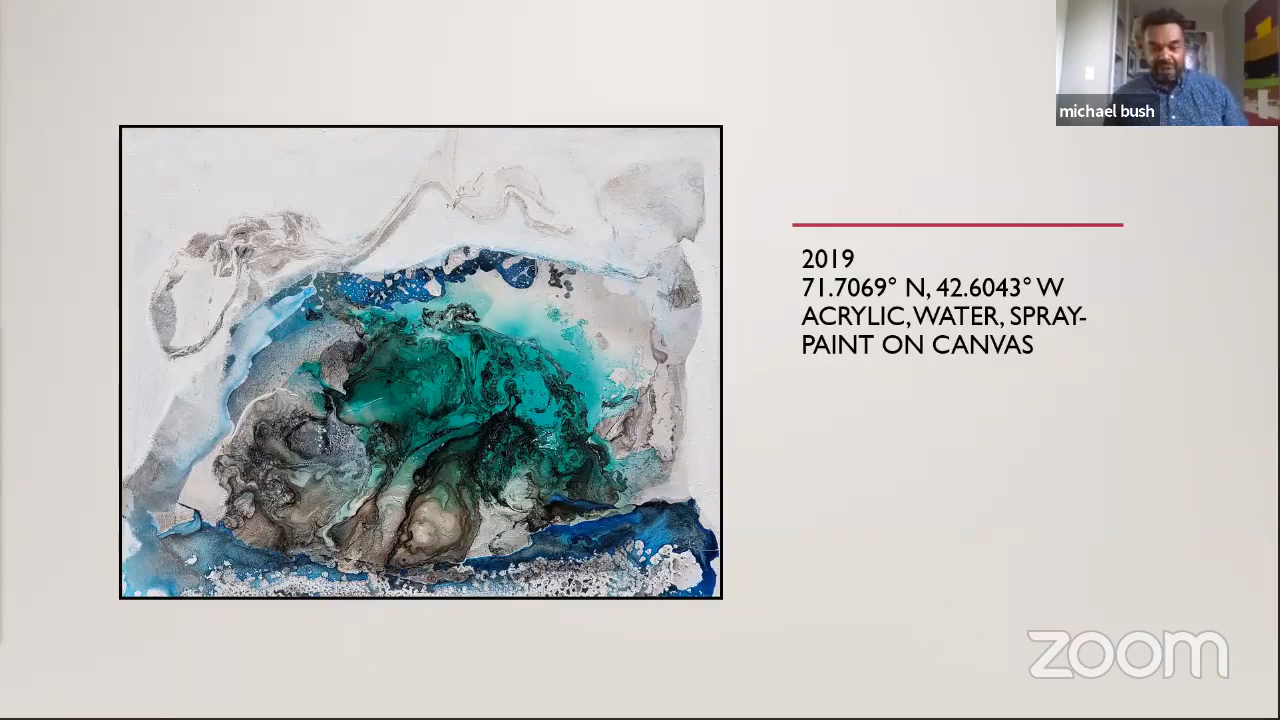 michael bush
2019
71.7069° N, 42.6043° W
ACRYLIC, WATER, SPRAY-
PAINT ON CANVAS
zoom